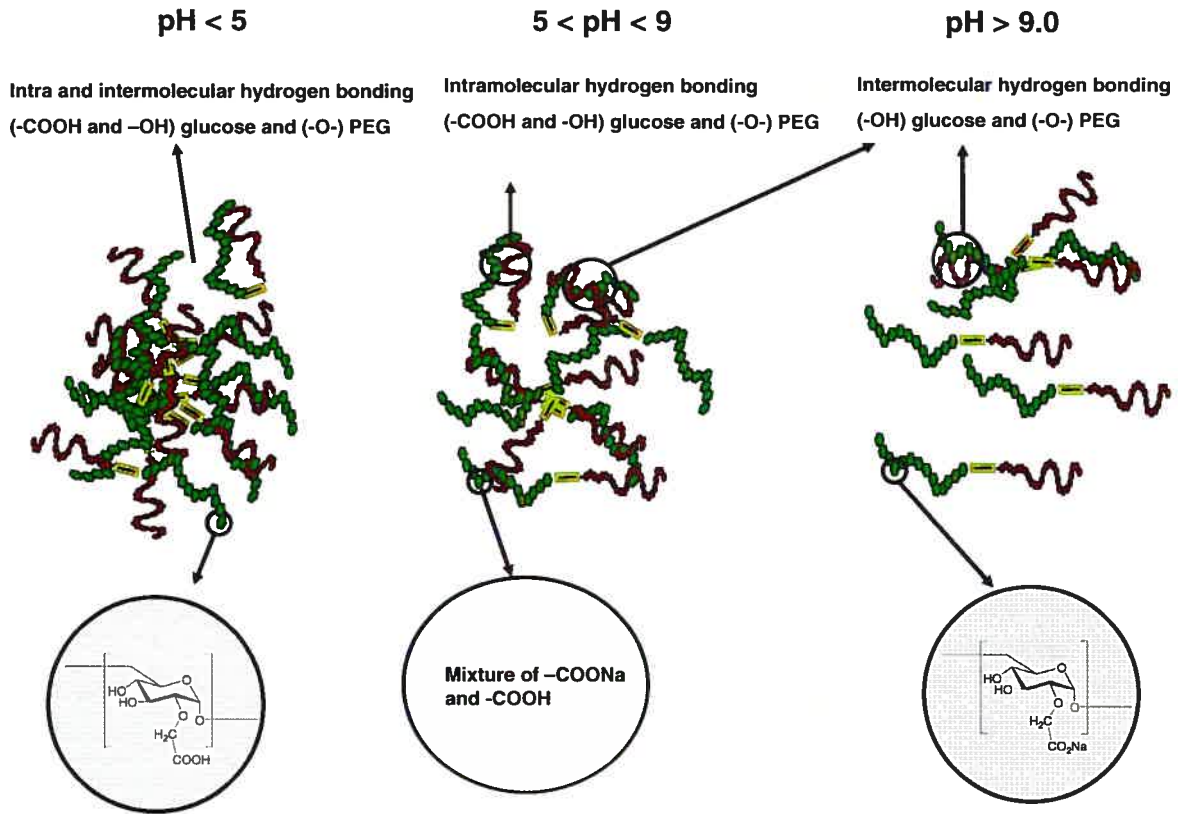 pH < 5
5 < pH < 9
pH > 9.0
Intra and intermolecular hydrogen bonding
(-COOH and –OH) glucose and (-O-) PEG
Intramolecular hydrogen bonding
(-COOH and -OH) glucose and (-O-) PEG
Intermolecular hydrogen bonding
(-OH) glucose and (-O-) PEG
O
HO
HO
O
O
H₂C
COOH
Mixture of –COONa
and -COOH
O
HO
HO
O
O
H₂C
CO₂Na